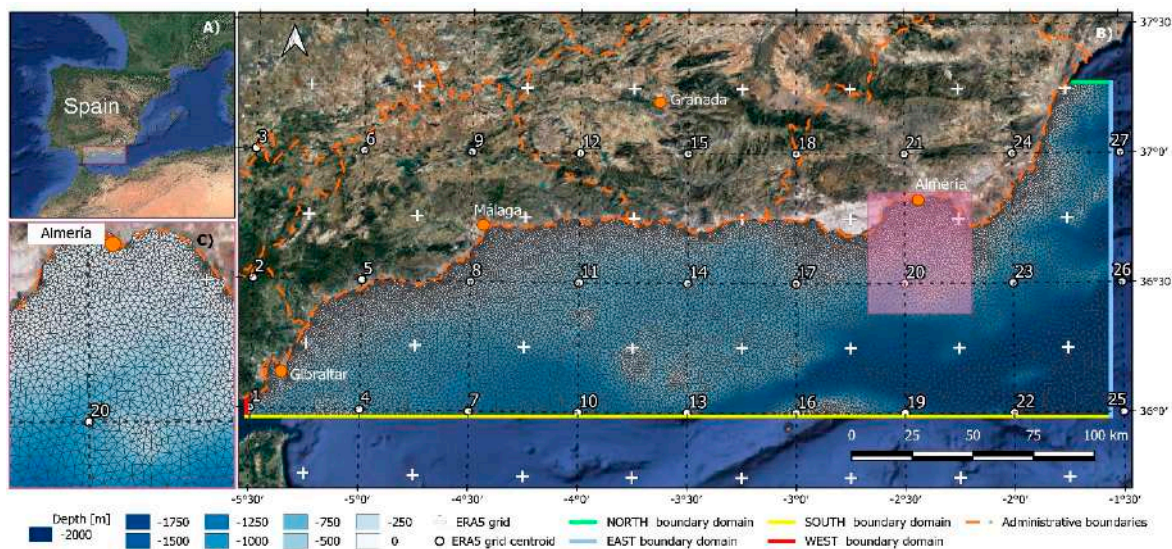 A)
Spain
B)
37°30'
Granada
3
6
9
12
15
18
21
24
27
37°0'
Almería
Málaga
Almería
C)
2
5
8
11
14
17
20
23
26
36°30'
Gibraltar
1
4
7
10
13
16
19
22
25
36°0'
20
0 25 50 75 100 km
-5°30' -5°0' -4°30' -4°0' -3°30' -3°0' -2°30' -2°0' -1°30'
Depth [m] -1750 -1250 -750 -250 ERA5 grid NORTH boundary domain SOUTH boundary domain Administrative boundaries
-2000 -1500 -1000 -500 0 ERA5 grid centroid EAST boundary domain WEST boundary domain